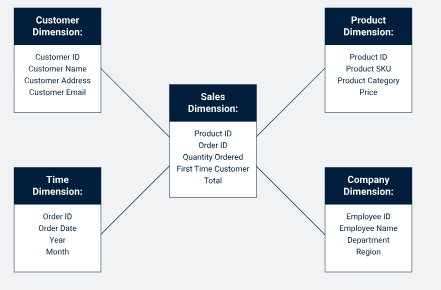 Customer
Dimension:
Customer ID
Customer Name
Customer Address
Customer Email
Product
Dimension:
Product ID
Product SKU
Product Category
Price
Sales
Dimension:
Product ID
Order ID
Quantity Ordered
First Time Customer
Total
Time
Dimension:
Order ID
Order Date
Year
Month
Company
Dimension:
Employee ID
Employee Name
Department
Region